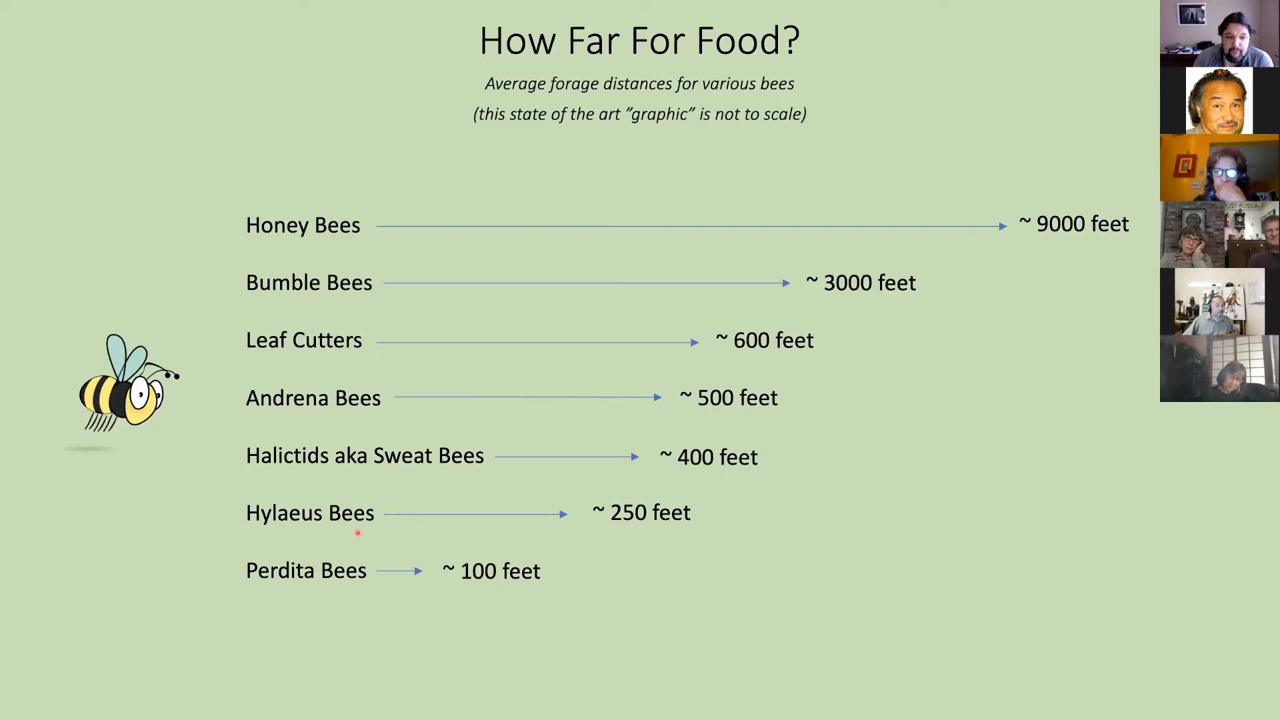 How Far For Food?
Average forage distances for various bees
(this state of the art "graphic" is not to scale)
Honey Bees ~ 9000 feet
Bumble Bees ~ 3000 feet
Leaf Cutters ~ 600 feet
Andrena Bees ~ 500 feet
Halictids aka Sweat Bees ~ 400 feet
Hylaeus Bees ~ 250 feet
Perdita Bees ~ 100 feet